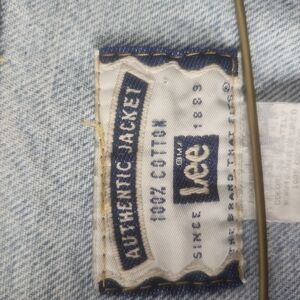 AUTHENTIC JACKET
100% COTTON
Lee
SINCE 1889
THE BRAND THAT FITS®